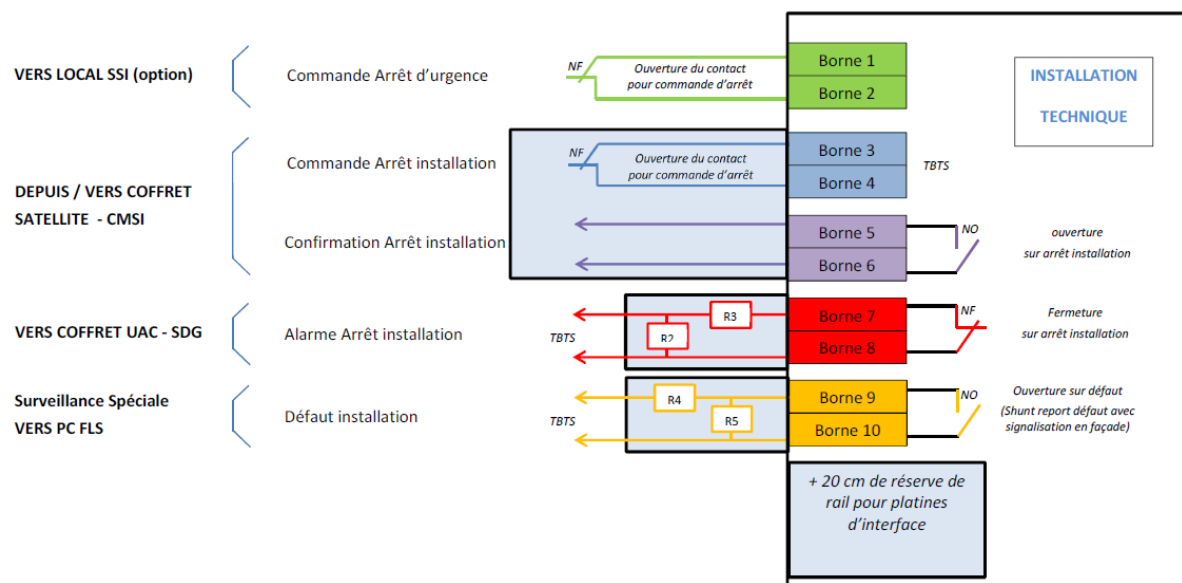 VERS LOCAL SSI (option)
Commande Arrêt d'urgence
NF
Ouverture du contact
pour commande d'arrêt
Borne 1
Borne 2
INSTALLATION
TECHNIQUE
DEPUIS / VERS COFFRET
SATELLITE - CMSI
Commande Arrêt installation
NF
Ouverture du contact
pour commande d'arrêt
Borne 3
Borne 4
TBTS
Confirmation Arrêt installation
Borne 5
Borne 6
NO
ouverture
sur arrêt installation
VERS COFFRET UAC - SDG
Alarme Arrêt installation
TBTS
R3
R2
Borne 7
Borne 8
NF
Fermeture
sur arrêt installation
Surveillance Spéciale
VERS PC FLS
Défaut installation
TBTS
R4
R5
Borne 9
Borne 10
NO
Ouverture sur défaut
(Shunt report défaut avec
signalisation en façade)
+ 20 cm de réserve de
rail pour platines
d'interface